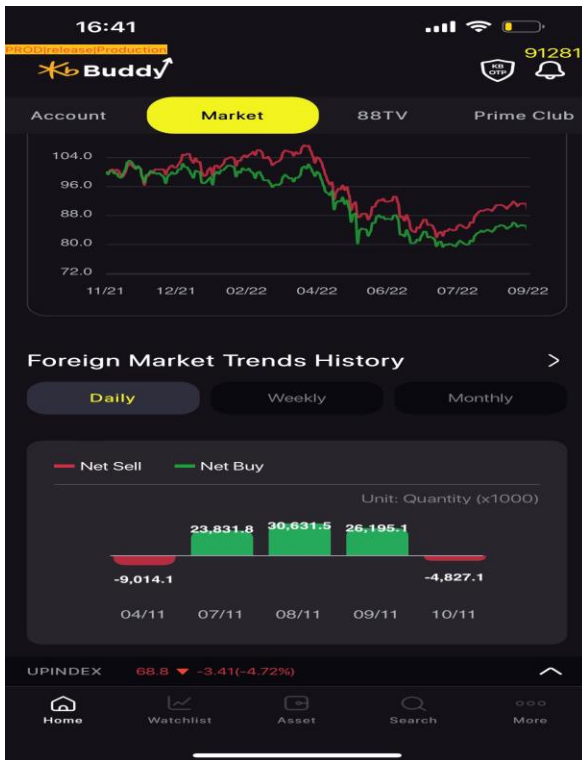 16:41
PROD|release|Production
91281
Kb Buddy
KB
OTP
Account Market 88TV Prime Club
104.0
96.0
88.0
80.0
72.0
11/21 12/21 02/22 04/22 06/22 07/22 09/22
Foreign Market Trends History >
Daily Weekly Monthly
Net Sell Net Buy
Unit: Quantity (x1000)
23,831.8 30,631.5 26,195.1
-9,014.1 -4,827.1
04/11 07/11 08/11 09/11 10/11
UPINDEX 68.8 ▼ -3.41(-4.72%)
Home Watchlist Asset Search More